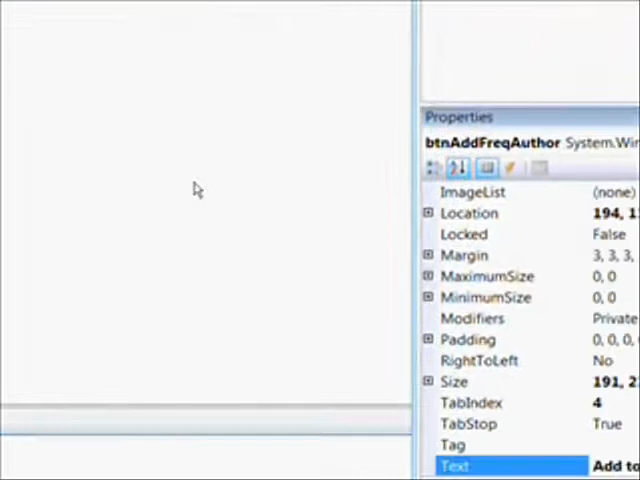 Properties
btnAddFreqAuthor System.Win
ImageList (none)
Location 194, 1
Locked False
Margin 3, 3, 3,
MaximumSize 0, 0
MinimumSize 0, 0
Modifiers Private
Padding 0, 0, 0,
RightToLeft No
Size 191, 2
TabIndex 4
TabStop True
Tag
Text Add to